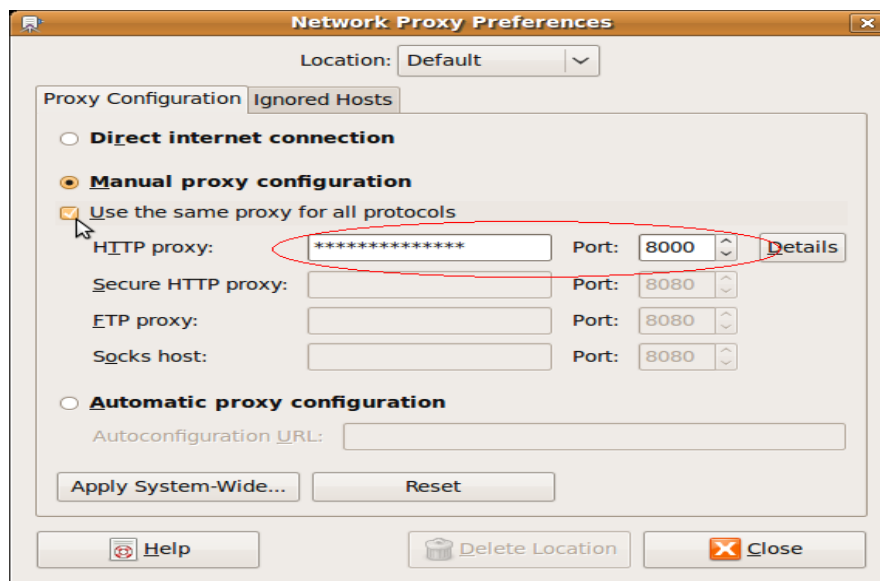 Network Proxy Preferences
Location: Default
Proxy Configuration Ignored Hosts
Direct internet connection
Manual proxy configuration
Use the same proxy for all protocols
HTTP proxy: ************** Port: 8000 Details
Secure HTTP proxy: Port: 8080
FTP proxy: Port: 8080
Socks host: Port: 8080
Automatic proxy configuration
Autoconfiguration URL:
Apply System-Wide... Reset
Help Delete Location Close